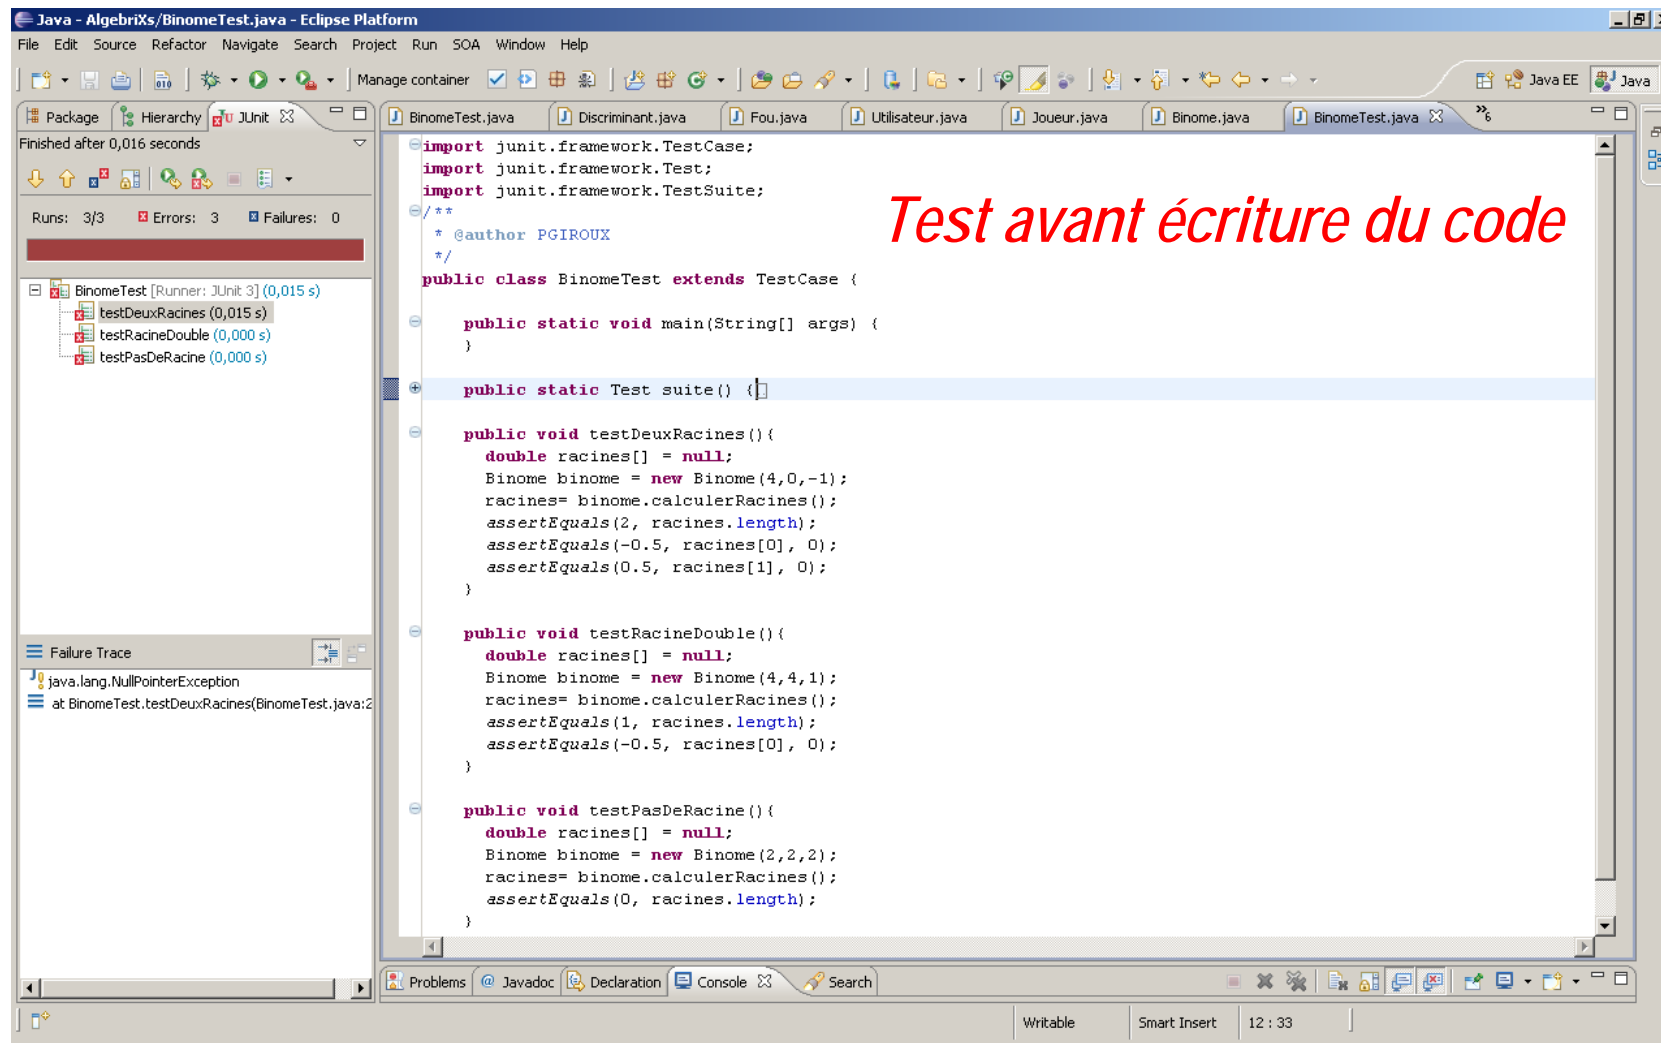 Java - AlgebriXs/BinomeTest.java - Eclipse Platform
File Edit Source Refactor Navigate Search Project Run SOA Window Help
Manage container
Java EE Java
Package Hierarchy JUnit
BinomeTest.java Discriminant.java Fou.java Utilisateur.java Joueur.java Binome.java BinomeTest.java »6
Finished after 0,016 seconds
Runs: 3/3 Errors: 3 Failures: 0
BinomeTest [Runner: JUnit 3] (0,015 s)
testDeuxRacines (0,015 s)
testRacineDouble (0,000 s)
testPasDeRacine (0,000 s)
Failure Trace
java.lang.NullPointerException
at BinomeTest.testDeuxRacines(BinomeTest.java:2
import junit.framework.TestCase;
import junit.framework.Test;
import junit.framework.TestSuite;
/**
* @author PGIROUX
*/
public class BinomeTest extends TestCase {
public static void main(String[] args) {
}
public static Test suite() {
public void testDeuxRacines(){
double racines[] = null;
Binome binome = new Binome(4,0,-1);
racines= binome.calculerRacines();
assertEquals(2, racines.length);
assertEquals(-0.5, racines[0], 0);
assertEquals(0.5, racines[1], 0);
}
public void testRacineDouble(){
double racines[] = null;
Binome binome = new Binome(4,4,1);
racines= binome.calculerRacines();
assertEquals(1, racines.length);
assertEquals(-0.5, racines[0], 0);
}
public void testPasDeRacine(){
double racines[] = null;
Binome binome = new Binome(2,2,2);
racines= binome.calculerRacines();
assertEquals(0, racines.length);
}
Test avant écriture du code
Problems Javadoc Declaration Console Search
Writable Smart Insert 12 : 33